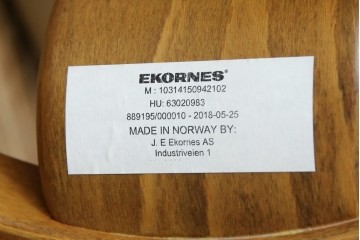 EKORNES®
M : 10314150942102
HU: 63020983
889195/000010 - 2018-05-25
MADE IN NORWAY BY:
J. E Ekornes AS
Industriveien 1